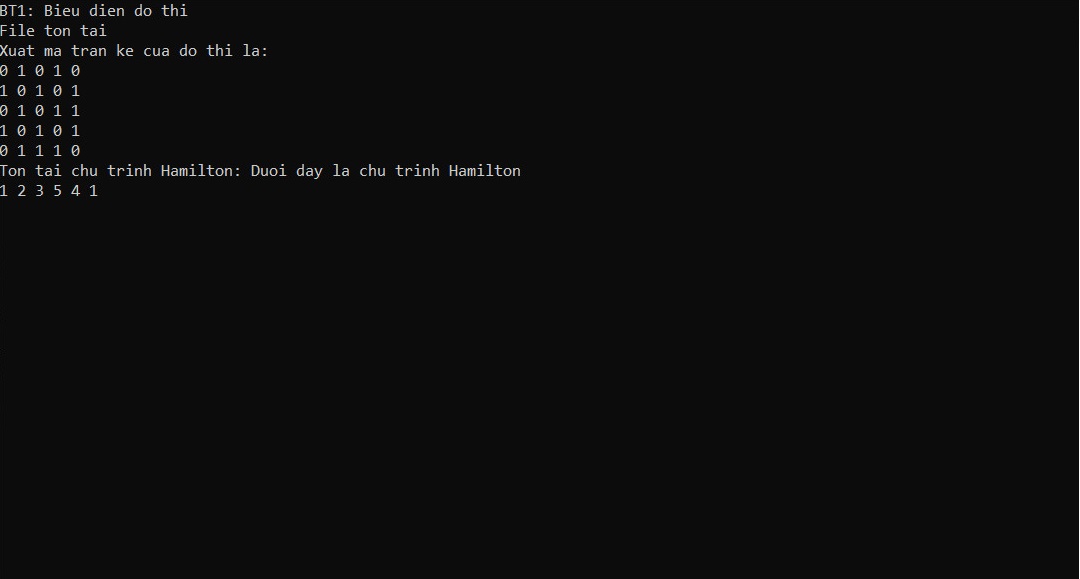 BT1: Bieu dien do thi
File ton tai
Xuat ma tran ke cua do thi la:
0 1 0 1 0
1 0 1 0 1
0 1 0 1 1
1 0 1 0 1
0 1 1 1 0
Ton tai chu trinh Hamilton: Duoi day la chu trinh Hamilton
1 2 3 5 4 1